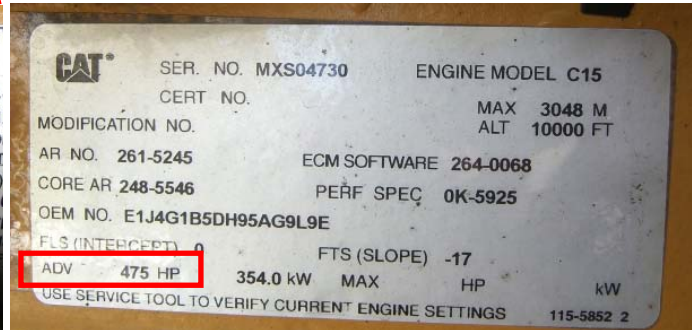 CAT® SER. NO. MXS04730 ENGINE MODEL C15
CERT NO. MAX 3048 M
MODIFICATION NO. ALT 10000 FT
AR NO. 261-5245 ECM SOFTWARE 264-0068
CORE AR 248-5546 PERF SPEC 0K-5925
OEM NO. E1J4G1B5DH95AG9L9E
FLS (INTERCEPT) 0 FTS (SLOPE) -17
ADV 475 HP 354.0 kW MAX HP kW
USE SERVICE TOOL TO VERIFY CURRENT ENGINE SETTINGS 115-5852 2